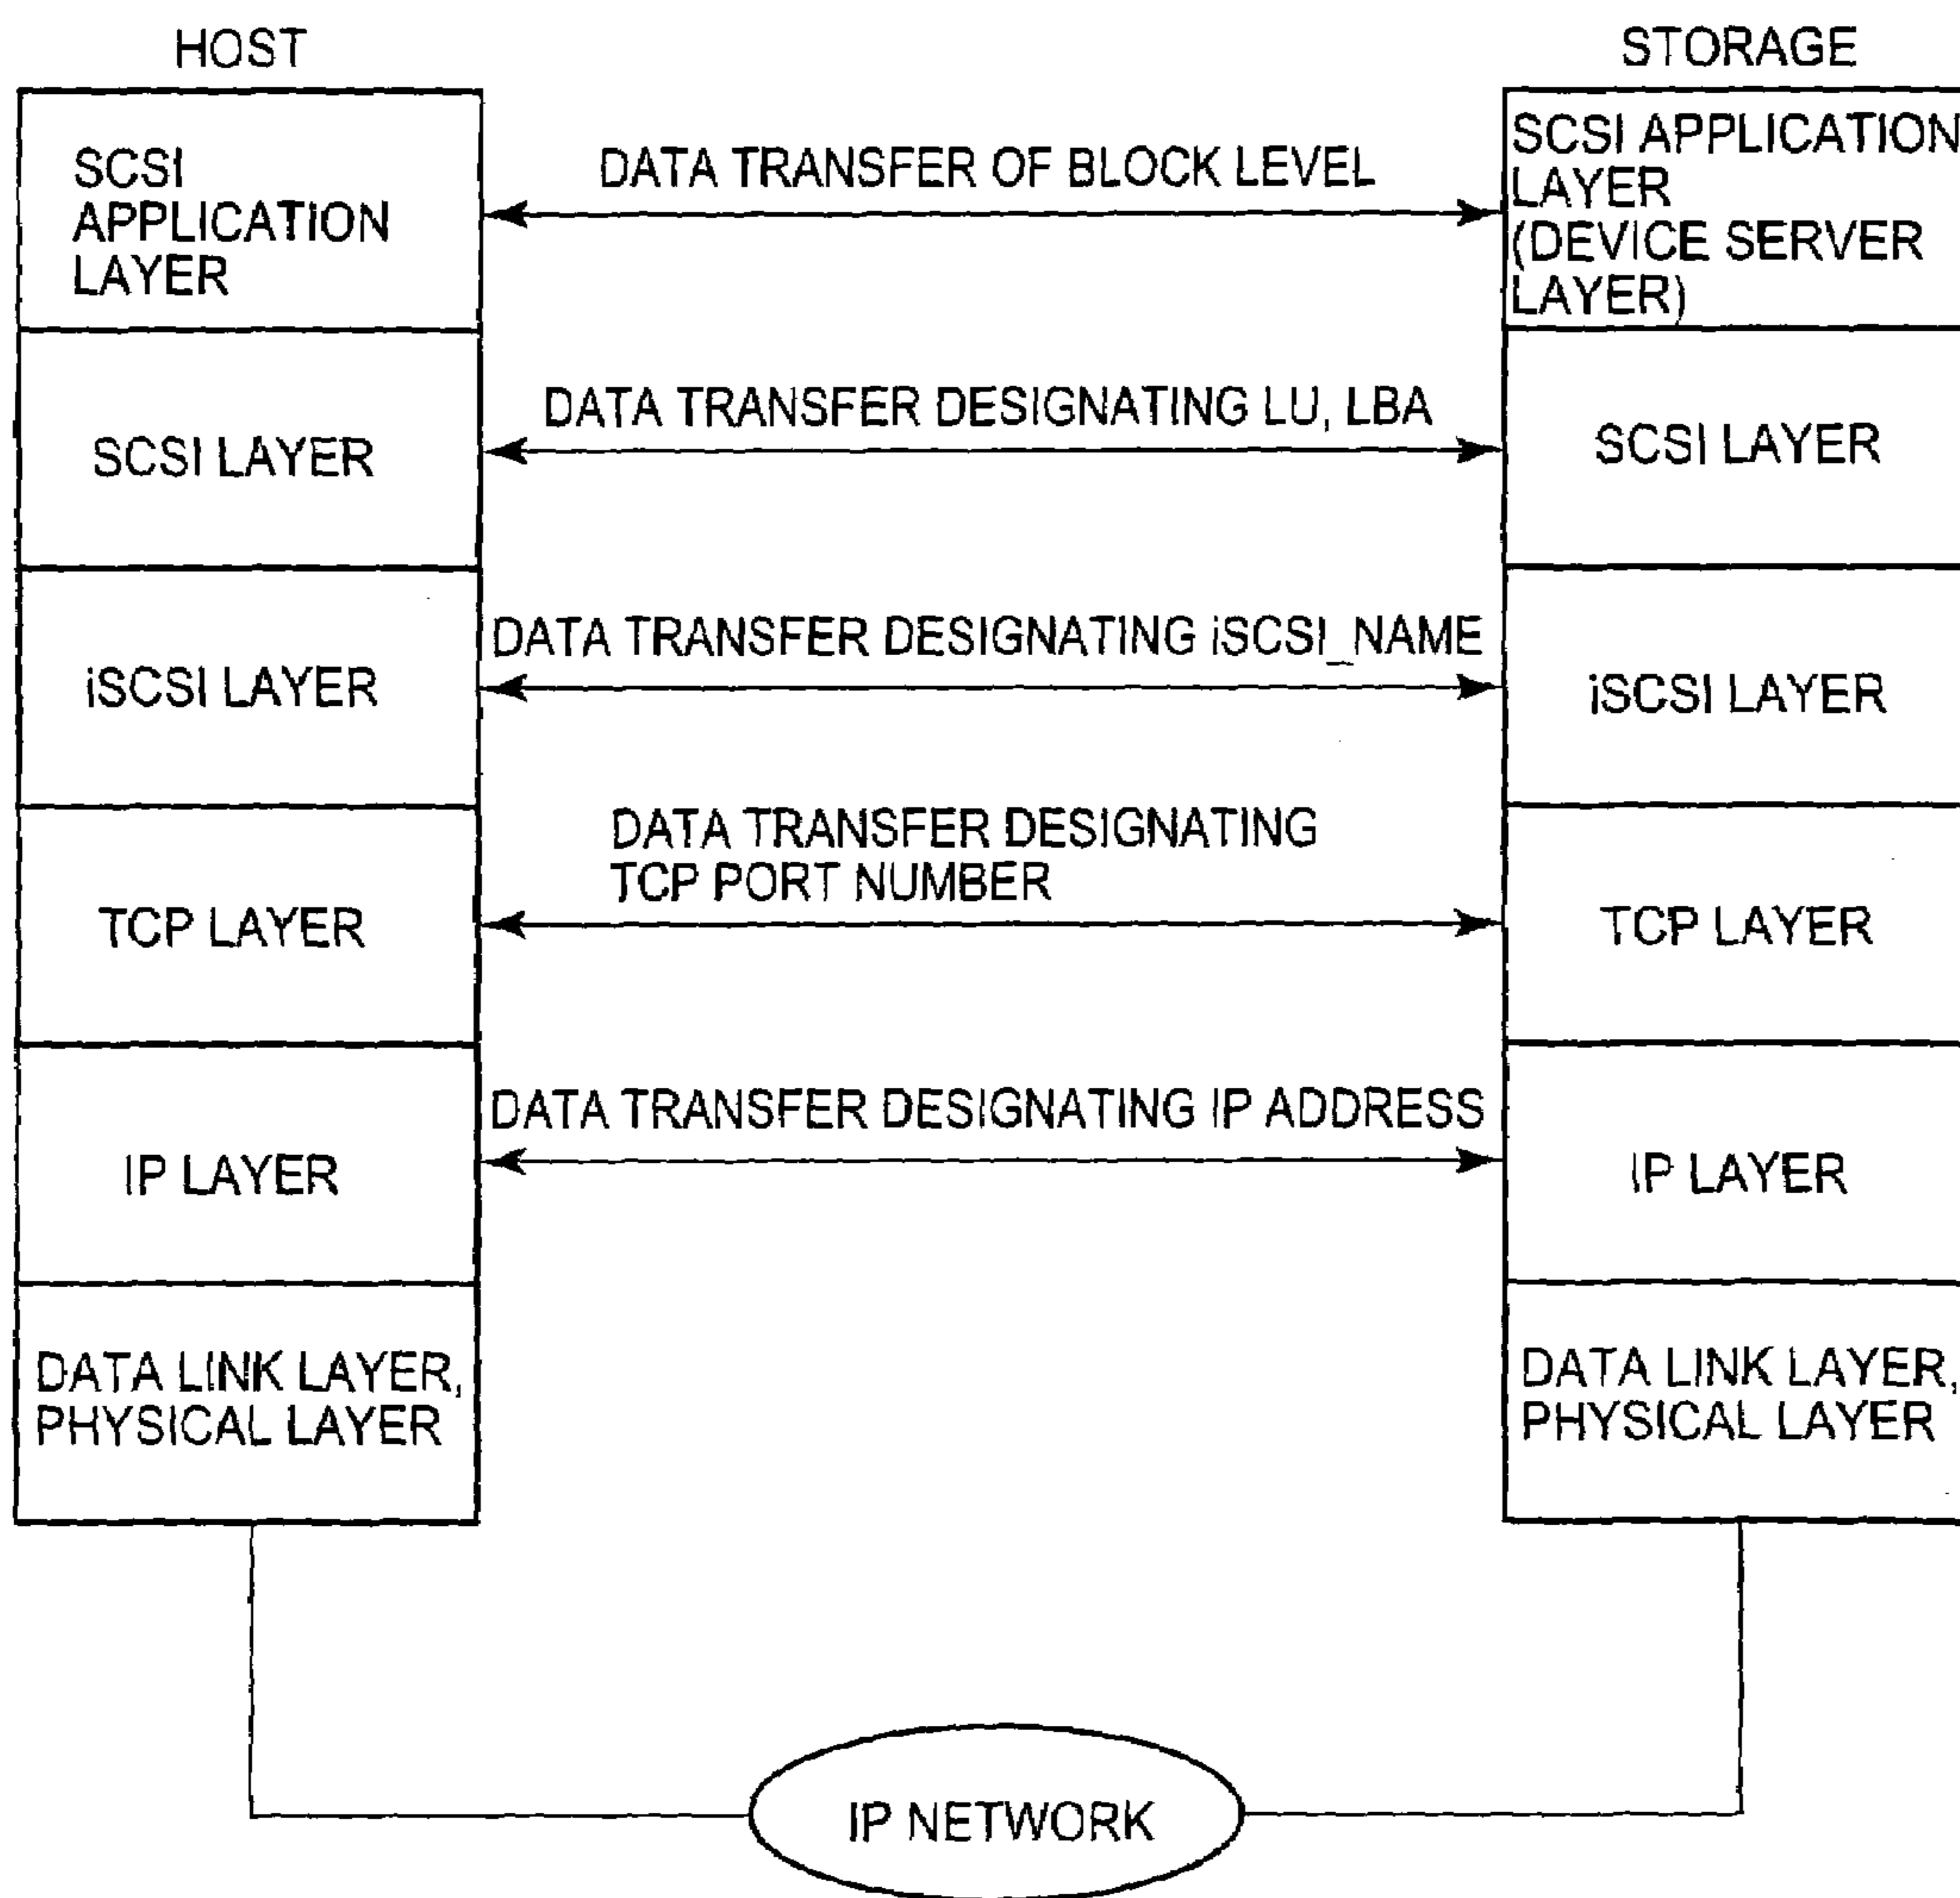 HOST
STORAGE
SCSI
APPLICATION
LAYER
DATA TRANSFER OF BLOCK LEVEL
SCSI APPLICATION
LAYER
(DEVICE SERVER
LAYER)
SCSI LAYER
DATA TRANSFER DESIGNATING LU, LBA
SCSI LAYER
iSCSI LAYER
DATA TRANSFER DESIGNATING iSCSI_NAME
iSCSI LAYER
TCP LAYER
DATA TRANSFER DESIGNATING
TCP PORT NUMBER
TCP LAYER
IP LAYER
DATA TRANSFER DESIGNATING IP ADDRESS
IP LAYER
DATA LINK LAYER,
PHYSICAL LAYER
DATA LINK LAYER,
PHYSICAL LAYER
IP NETWORK